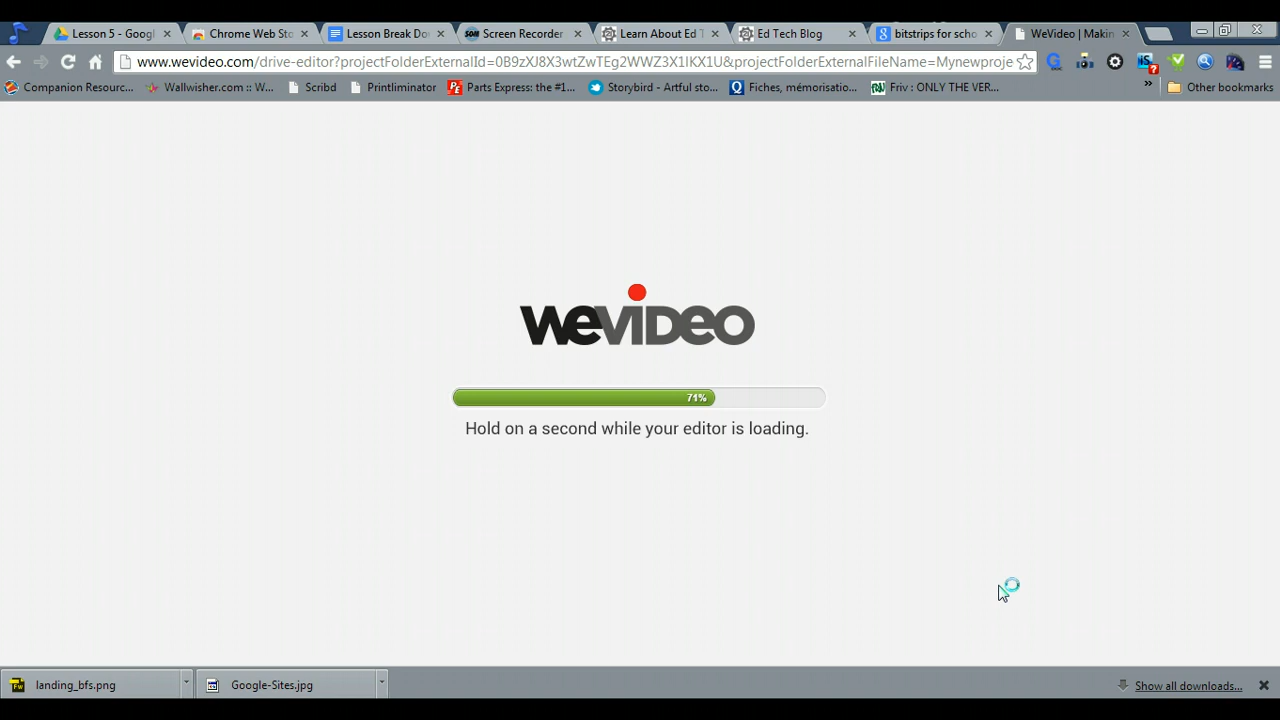 Lesson 5 - Googl
Chrome Web Sto
Lesson Break Do
Screen Recorder
Learn About Ed T
Ed Tech Blog
bitstrips for scho
WeVideo | Makin
www.wevideo.com/drive-editor?projectFolderExternalId=0B9zXJ8X3wtZwTEg2WWZ3X1lKX1U&projectFolderExternalFileName=Mynewproje
Companion Resourc...
Wallwisher.com :: W...
Scribd
Printliminator
Parts Express: the #1...
Storybird - Artful sto...
Fiches, mémorisatio...
Friv : ONLY THE VER...
»
Other bookmarks
wevideo
71%
Hold on a second while your editor is loading.
landing_bfs.png
Google-Sites.jpg
Show all downloads...